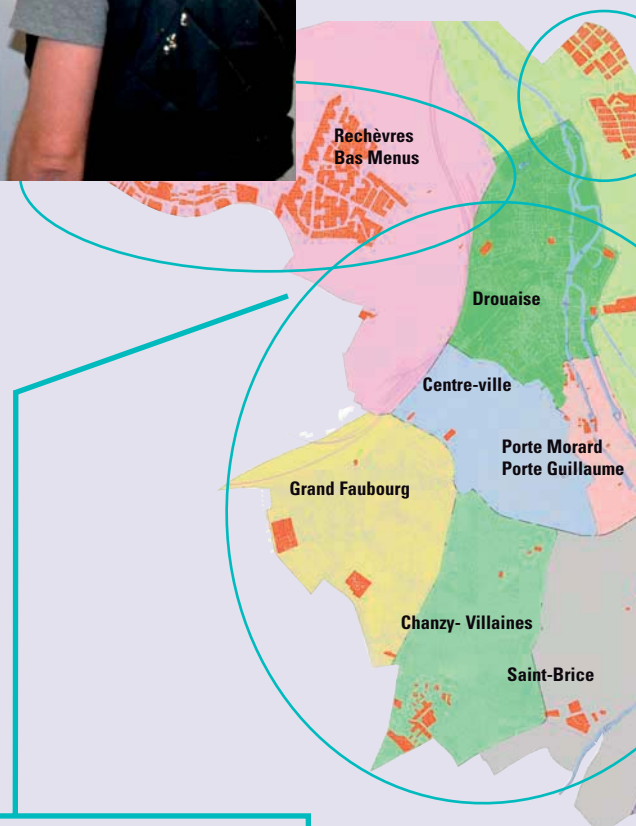 Rechèvres
Bas Menus
Drouaise
Centre-ville
Porte Morard
Porte Guillaume
Grand Faubourg
Chanzy- Villaines
Saint-Brice